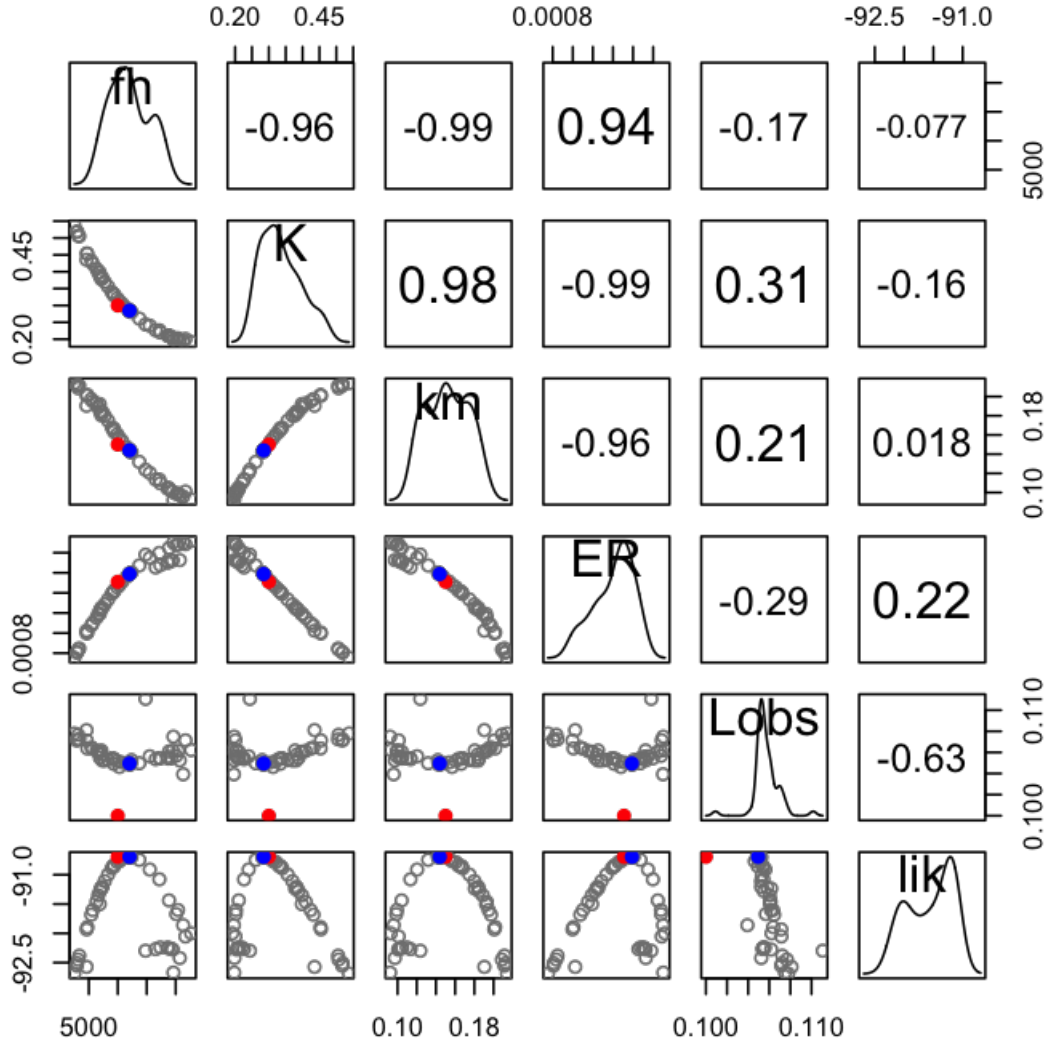 0.20 0.45 0.0008 -92.5 -91.0
fh -0.96 -0.99 0.94 -0.17 -0.077 5000
0.20 0.45 K 0.98 -0.99 0.31 -0.16
km -0.96 0.21 0.018 0.10 0.18
0.0008 ER -0.29 0.22
Lobs -0.63 0.100 0.110
-92.5 -91.0 lik
5000 0.10 0.18 0.100 0.110